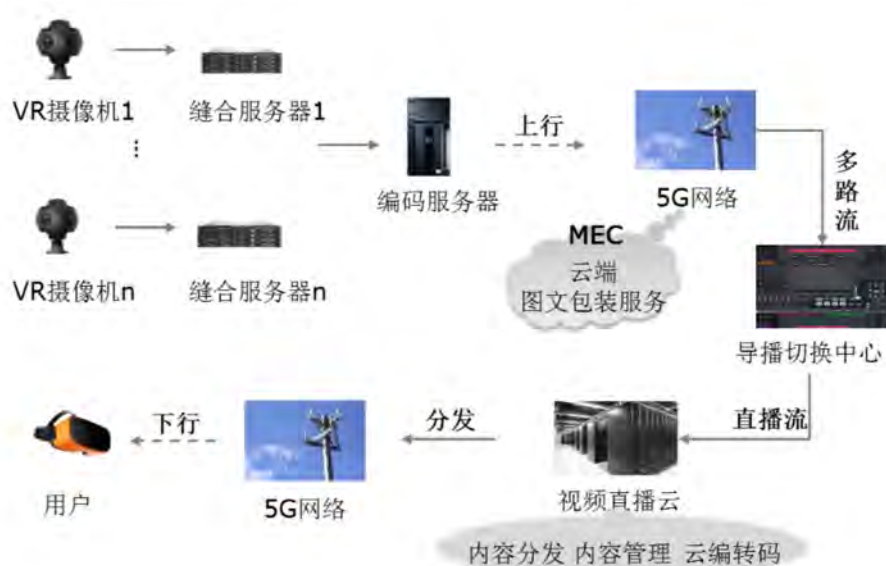 VR摄像机1
缝合服务器1
⋮
编码服务器
上行
5G网络
多路流
VR摄像机n
缝合服务器n
MEC
云端
图文包装服务
导播切换中心
用户
下行
5G网络
分发
视频直播云
直播流
内容分发 内容管理 云编转码